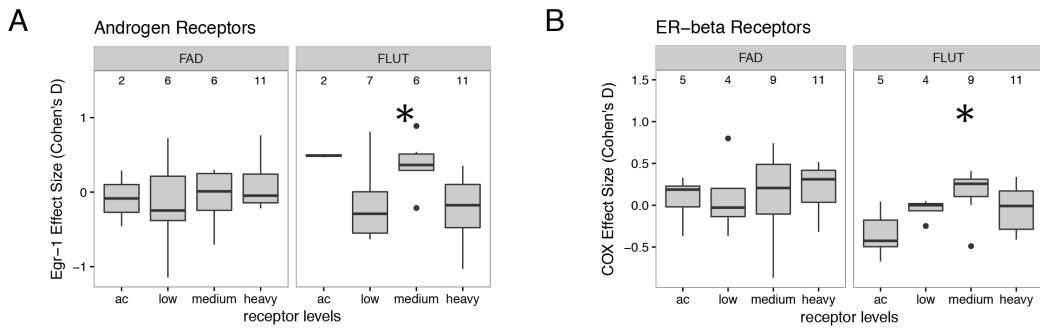 A
Androgen Receptors
FAD
FLUT
2 6 6 11
2 7 6 11
*
Egr−1 Effect Size (Cohen's D)
1
0
−1
ac low medium heavy
ac low medium heavy
receptor levels
B
ER−beta Receptors
FAD
FLUT
5 4 9 11
5 4 9 11
*
COX Effect Size (Cohen's D)
1.5
1.0
0.5
0.0
−0.5
ac low medium heavy
ac low medium heavy
receptor levels